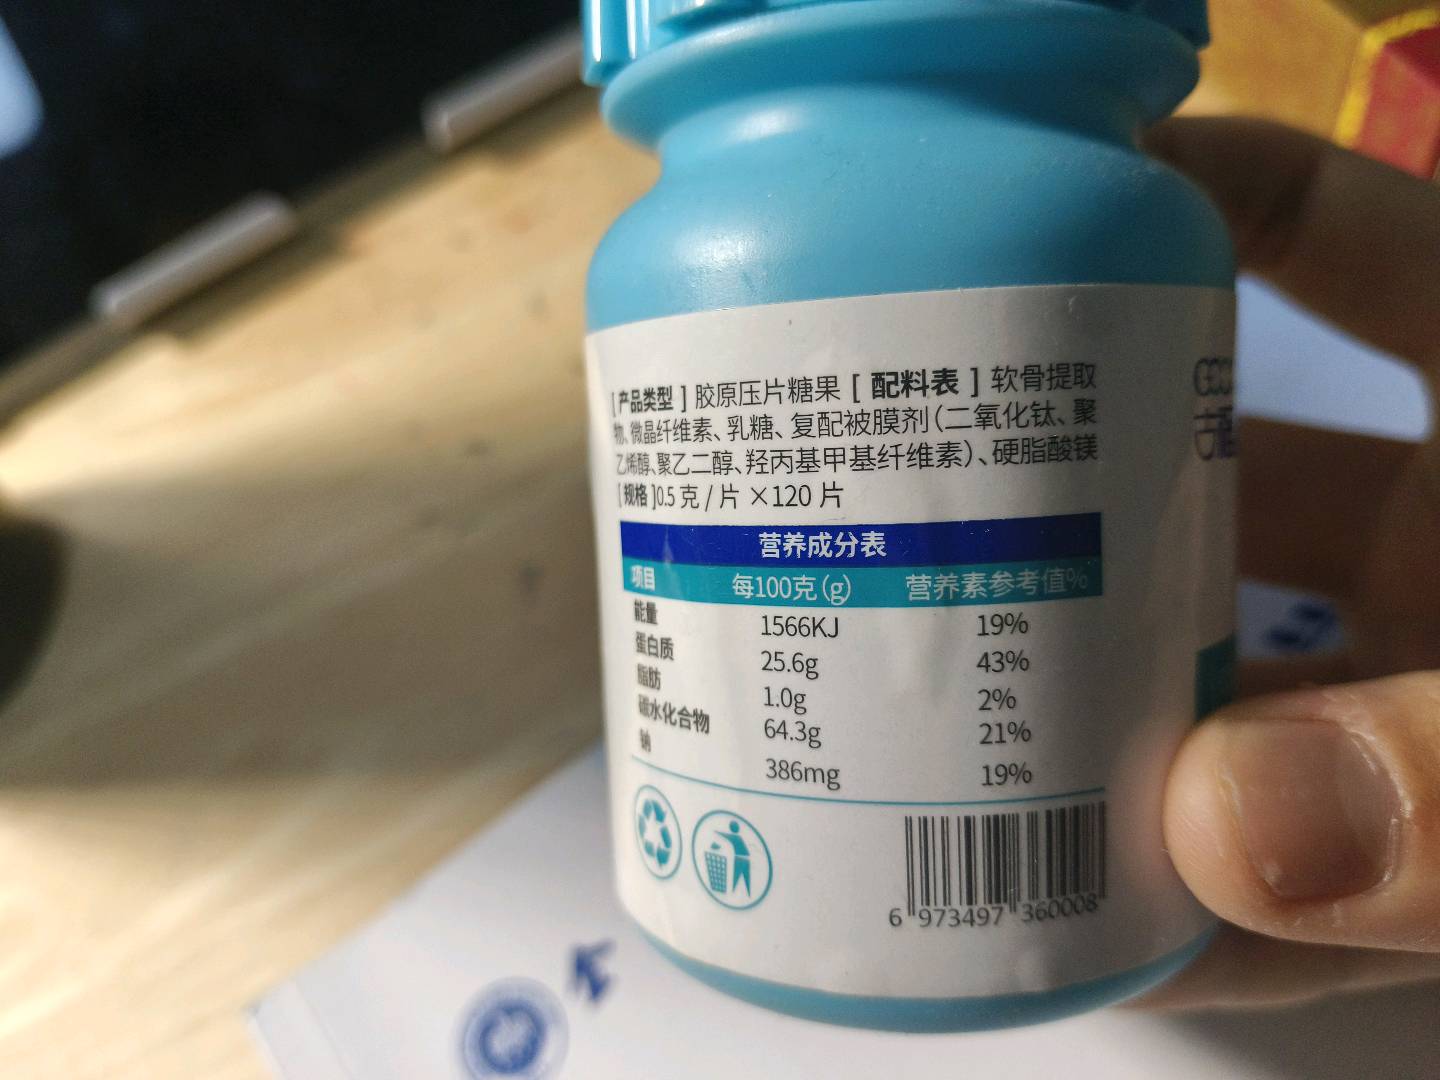 [ 产品类型 ] 胶原压片糖果 [ 配料表 ] 软骨提取
物、微晶纤维素、乳糖、复配被膜剂(二氧化钛、聚
乙烯醇、聚乙二醇、羟丙基甲基纤维素)、硬脂酸镁
[ 规格 ]0.5 克 / 片 ×120 片
营养成分表
项目 每100克(g) 营养素参考值%
能量 1566KJ 19%
蛋白质 25.6g 43%
脂肪 1.0g 2%
碳水化合物 64.3g 21%
钠 386mg 19%
6 973497 360008